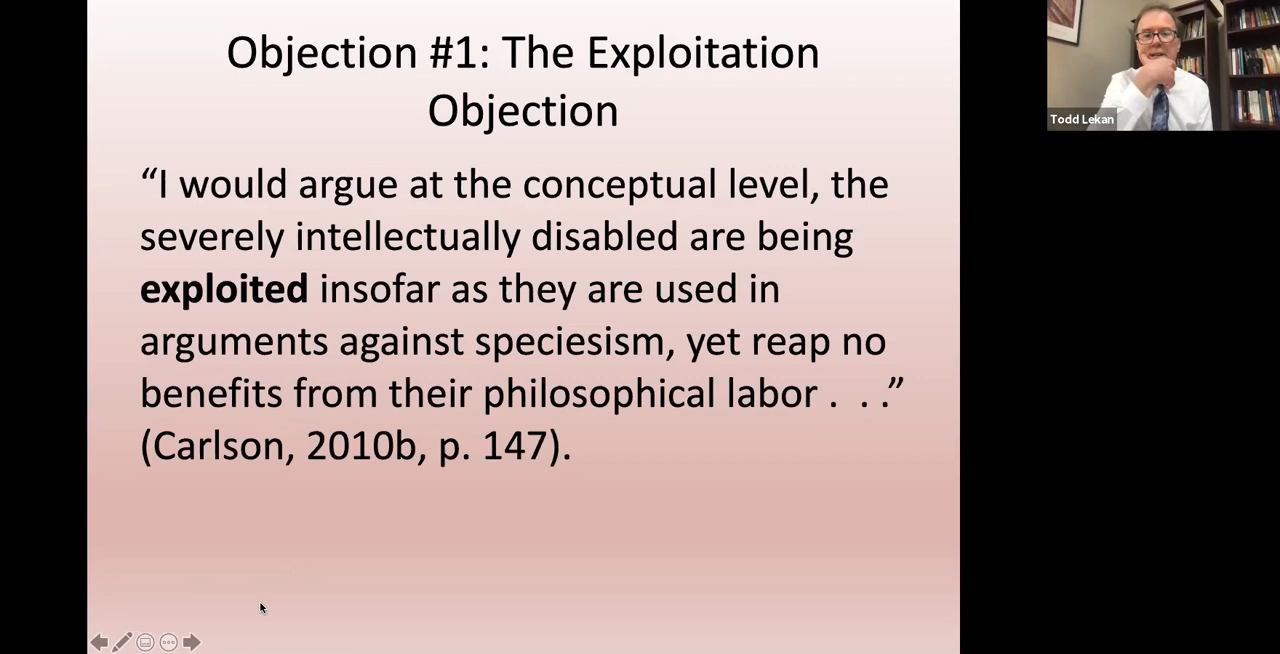 Objection #1: The Exploitation
Objection
“I would argue at the conceptual level, the
severely intellectually disabled are being
exploited insofar as they are used in
arguments against speciesism, yet reap no
benefits from their philosophical labor . . .”
(Carlson, 2010b, p. 147).
Todd Lekan